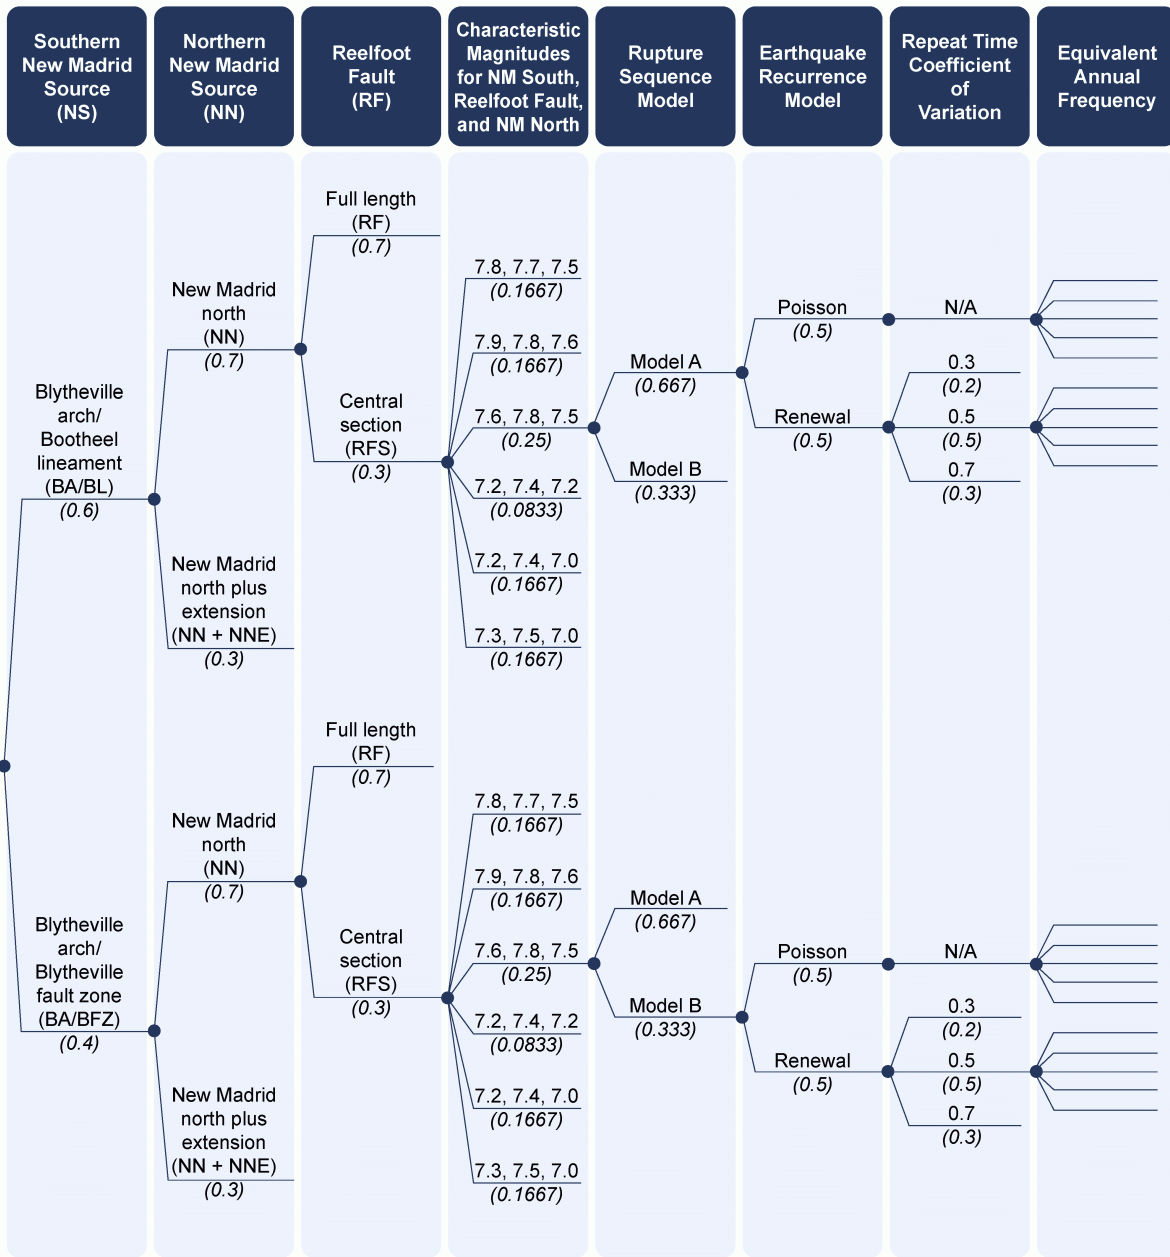 Southern
New Madrid
Source
(NS)
Northern
New Madrid
Source
(NN)
Reelfoot
Fault
(RF)
Characteristic
Magnitudes
for NM South,
Reelfoot Fault,
and NM North
Rupture
Sequence
Model
Earthquake
Recurrence
Model
Repeat Time
Coefficient
of
Variation
Equivalent
Annual
Frequency
Blytheville
arch/
Bootheel
lineament
(BA/BL)
(0.6)
New Madrid
north
(NN)
(0.7)
New Madrid
north plus
extension
(NN + NNE)
(0.3)
Full length
(RF)
(0.7)
Central
section
(RFS)
(0.3)
7.8, 7.7, 7.5
(0.1667)
7.9, 7.8, 7.6
(0.1667)
7.6, 7.8, 7.5
(0.25)
7.2, 7.4, 7.2
(0.0833)
7.2, 7.4, 7.0
(0.1667)
7.3, 7.5, 7.0
(0.1667)
Model A
(0.667)
Model B
(0.333)
Poisson
(0.5)
Renewal
(0.5)
N/A
0.3
(0.2)
0.5
(0.5)
0.7
(0.3)
Blytheville
arch/
Blytheville
fault zone
(BA/BFZ)
(0.4)
New Madrid
north
(NN)
(0.7)
New Madrid
north plus
extension
(NN + NNE)
(0.3)
Full length
(RF)
(0.7)
Central
section
(RFS)
(0.3)
7.8, 7.7, 7.5
(0.1667)
7.9, 7.8, 7.6
(0.1667)
7.6, 7.8, 7.5
(0.25)
7.2, 7.4, 7.2
(0.0833)
7.2, 7.4, 7.0
(0.1667)
7.3, 7.5, 7.0
(0.1667)
Model A
(0.667)
Model B
(0.333)
Poisson
(0.5)
Renewal
(0.5)
N/A
0.3
(0.2)
0.5
(0.5)
0.7
(0.3)